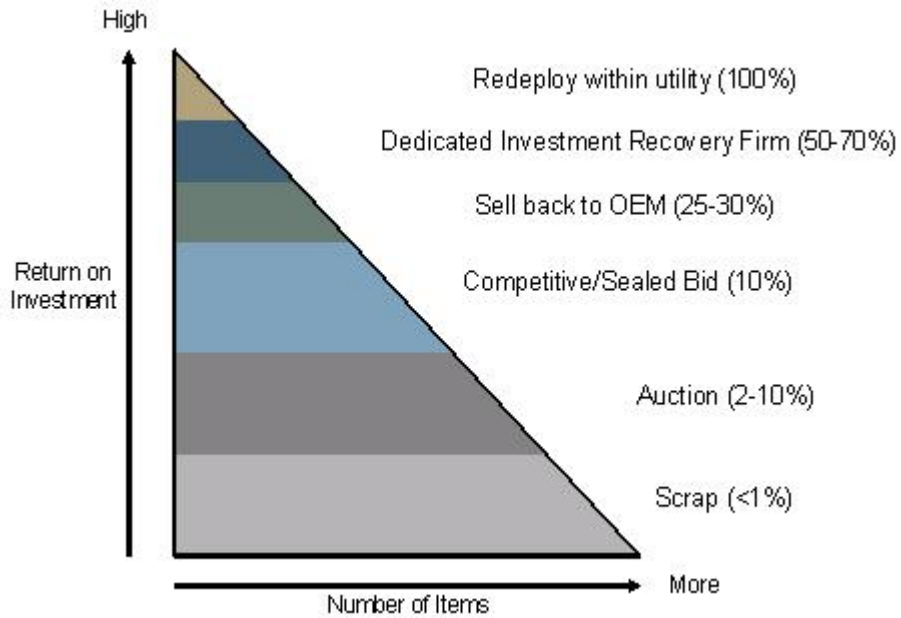 High
Redeploy within utility (100%)
Dedicated Investment Recovery Firm (50-70%)
Sell back to OEM (25-30%)
Return on
Investment
Competitive/Sealed Bid (10%)
Auction (2-10%)
Scrap (<1%)
More
Number of Items